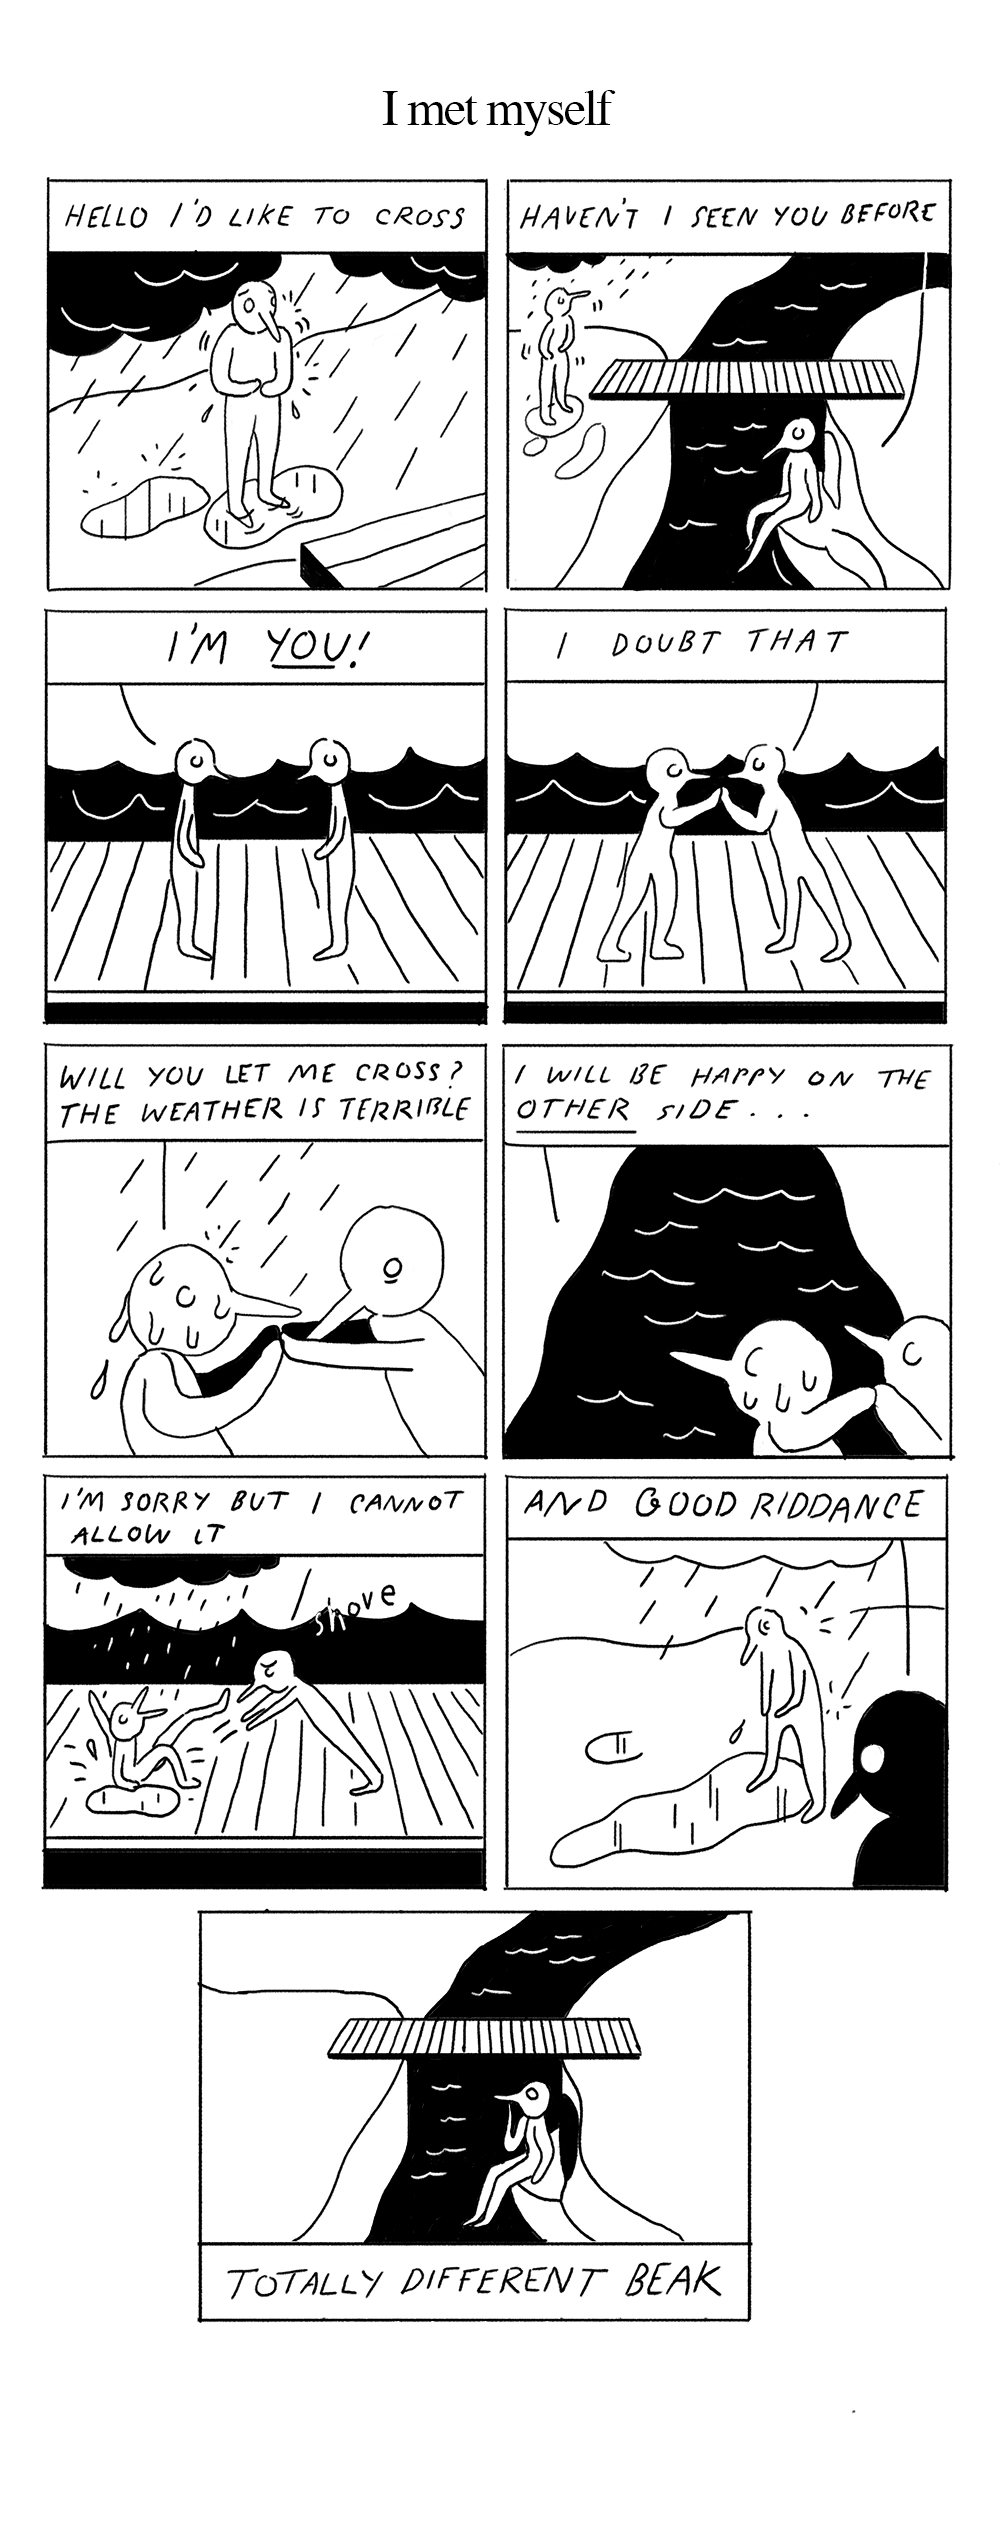 I met myself
HELLO I'D LIKE TO CROSS
HAVEN'T I SEEN YOU BEFORE
I'M YOU!
I DOUBT THAT
WILL YOU LET ME CROSS?
THE WEATHER IS TERRIBLE
I WILL BE HAPPY ON THE
OTHER SIDE...
I'M SORRY BUT I CANNOT
ALLOW IT
shove
AND GOOD RIDDANCE
TOTALLY DIFFERENT BEAK